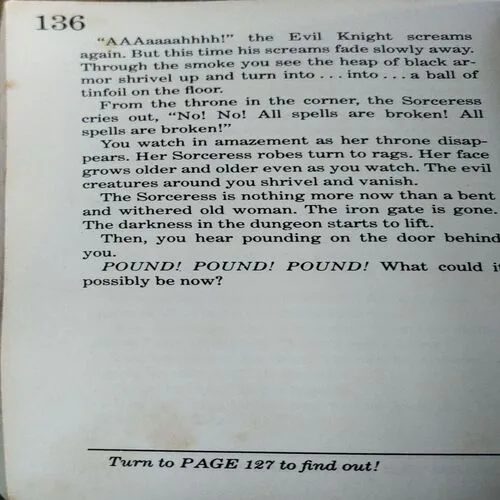 136
"AAAaaaahhhh!" the Evil Knight screams
again. But this time his screams fade slowly away.
Through the smoke you see the heap of black ar-
mor shrivel up and turn into . . . into . . . a ball of
tinfoil on the floor.
From the throne in the corner, the Sorceress
cries out, "No! No! All spells are broken! All
spells are broken!"
You watch in amazement as her throne disap-
pears. Her Sorceress robes turn to rags. Her face
grows older and older even as you watch. The evil
creatures around you shrivel and vanish.
The Sorceress is nothing more now than a bent
and withered old woman. The iron gate is gone.
The darkness in the dungeon starts to lift.
Then, you hear pounding on the door behind
you.
POUND! POUND! POUND! What could it
possibly be now?
Turn to PAGE 127 to find out!